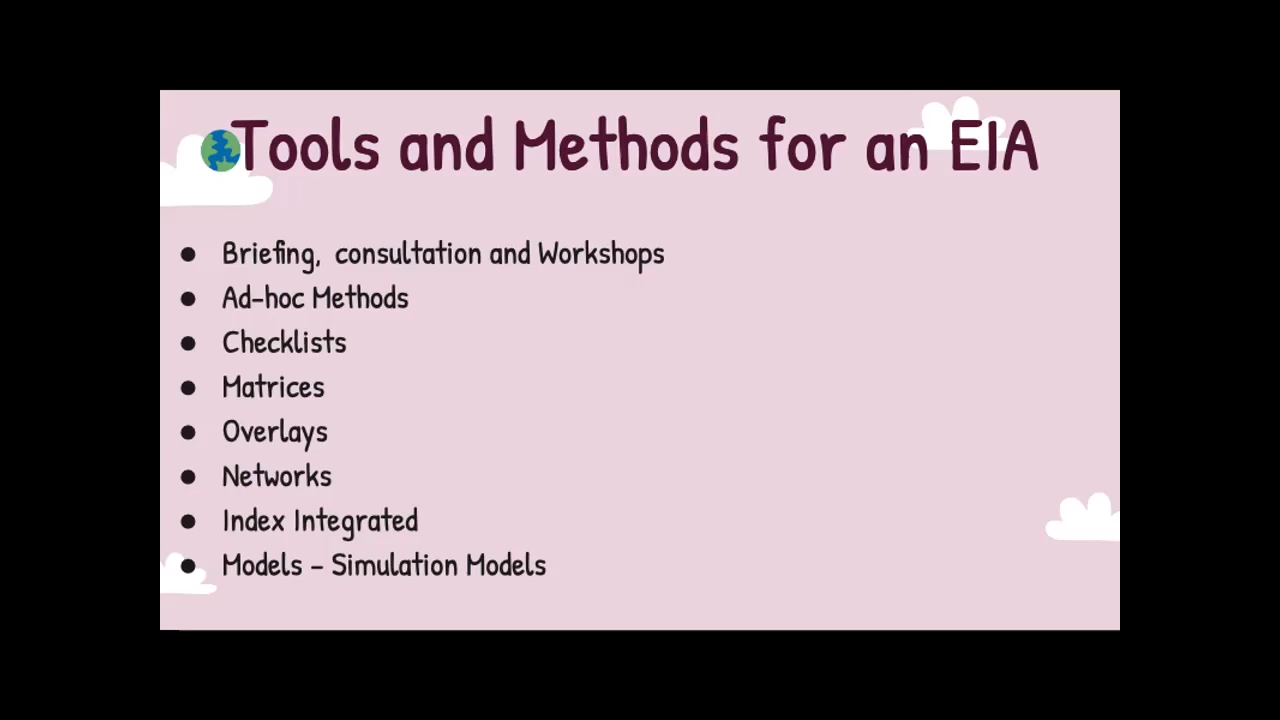 Tools and Methods for an EIA
● Briefing, consultation and Workshops
● Ad-hoc Methods
● Checklists
● Matrices
● Overlays
● Networks
● Index Integrated
● Models - Simulation Models